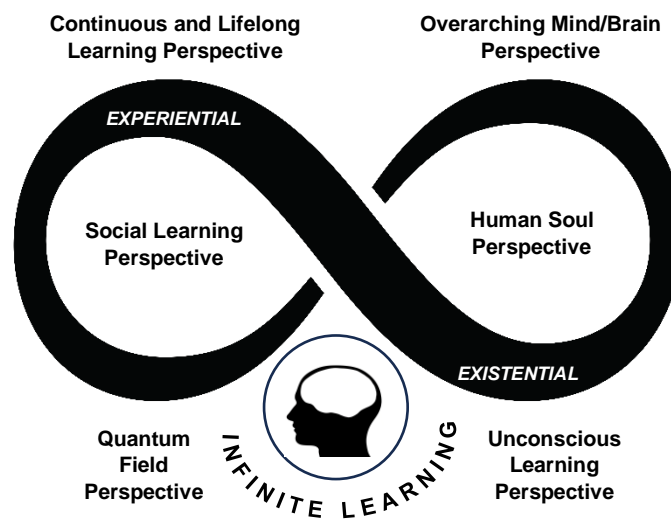 Continuous and Lifelong
Learning Perspective
Overarching Mind/Brain
Perspective
EXPERIENTIAL
Social Learning
Perspective
Human Soul
Perspective
EXISTENTIAL
Quantum
Field
Perspective
INFINITE LEARNING
Unconscious
Learning
Perspective